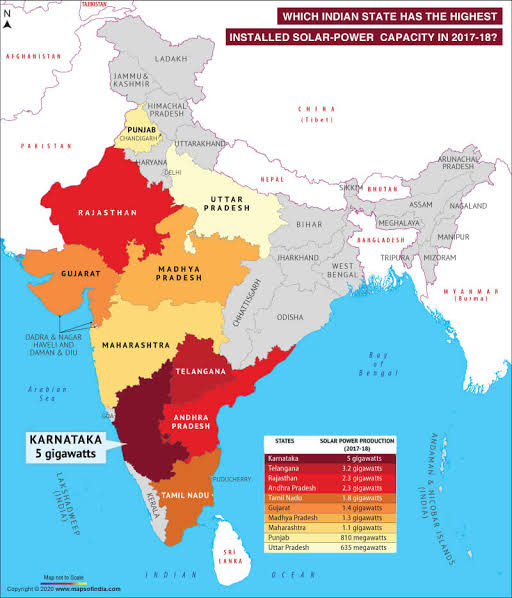 WHICH INDIAN STATE HAS THE HIGHEST
INSTALLED SOLAR-POWER CAPACITY IN 2017-18?
N
TAJIKISTAN
AFGHANISTAN
LADAKH
JAMMU &
KASHMIR
HIMACHAL
PRADESH
CHINA
(Tibet)
PUNJAB
CHANDIGARH
UTTARAKHAND
PAKISTAN
HARYANA
DELHI
NEPAL
ARUNACHAL
PRADESH
SIKKIM
BHUTAN
RAJASTHAN
UTTAR
PRADESH
ASSAM
NAGALAND
BIHAR
MEGHALAYA
MANIPUR
BANGLADESH
GUJARAT
MADHYA
PRADESH
JHARKHAND
WEST
BENGAL
TRIPURA
MIZORAM
CHHATTISGARH
MYANMAR
(Burma)
ODISHA
DADRA & NAGAR
HAVELI AND
DAMAN & DIU
MAHARASHTRA
Arabian
Sea
TELANGANA
Bay
of
Bengal
GOA
ANDHRA
PRADESH
KARNATAKA
5 gigawatts
PUDUCHERRY
TAMIL NADU
KERALA
LAKSHADWEEP
(INDIA)
ANDAMAN & NICOBAR ISLANDS
(INDIA)
SRI
LANKA
STATES SOLAR POWER PRODUCTION
(2017-18)
Karnataka 5 gigawatts
Telangana 3.2 gigawatts
Rajasthan 2.3 gigawatts
Andhra Pradesh 2.3 gigawatts
Tamil Nadu 1.8 gigawatts
Gujarat 1.4 gigawatts
Madhya Pradesh 1.3 gigawatts
Maharashtra 1.1 gigawatts
Punjab 810 megawatts
Uttar Pradesh 635 megawatts
INDIAN OCEAN
Map not to Scale
Copyright © 2020 www.mapsofindia.com